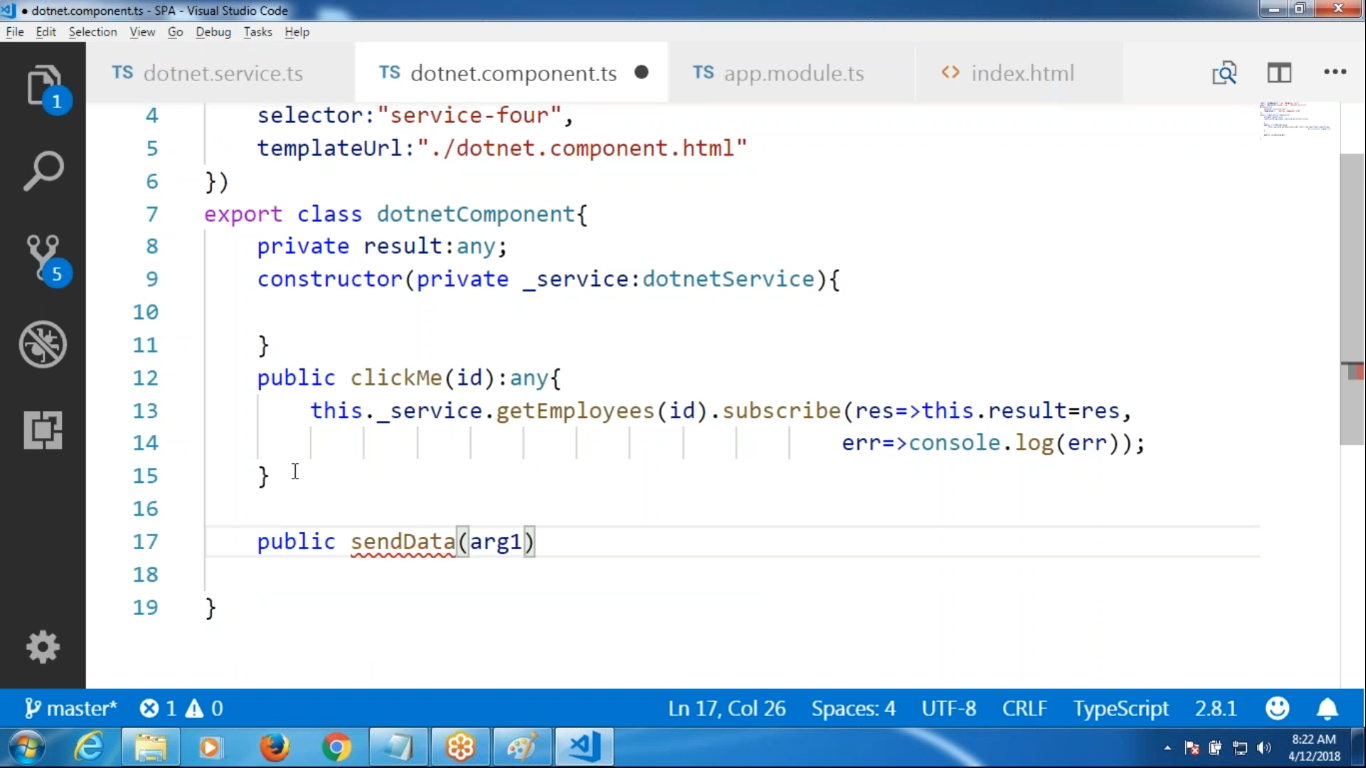 ● dotnet.component.ts - SPA - Visual Studio Code
File Edit Selection View Go Debug Tasks Help
TS dotnet.service.ts TS dotnet.component.ts ● TS app.module.ts <> index.html
1
5
4 selector:"service-four",
5 templateUrl:"./dotnet.component.html"
6 })
7 export class dotnetComponent{
8 private result:any;
9 constructor(private _service:dotnetService){
10
11 }
12 public clickMe(id):any{
13 this._service.getEmployees(id).subscribe(res=>this.result=res,
14 err=>console.log(err));
15 }
16
17 public sendData(arg1)
18
19 }
master* 1 0 Ln 17, Col 26 Spaces: 4 UTF-8 CRLF TypeScript 2.8.1
8:22 AM
4/12/2018